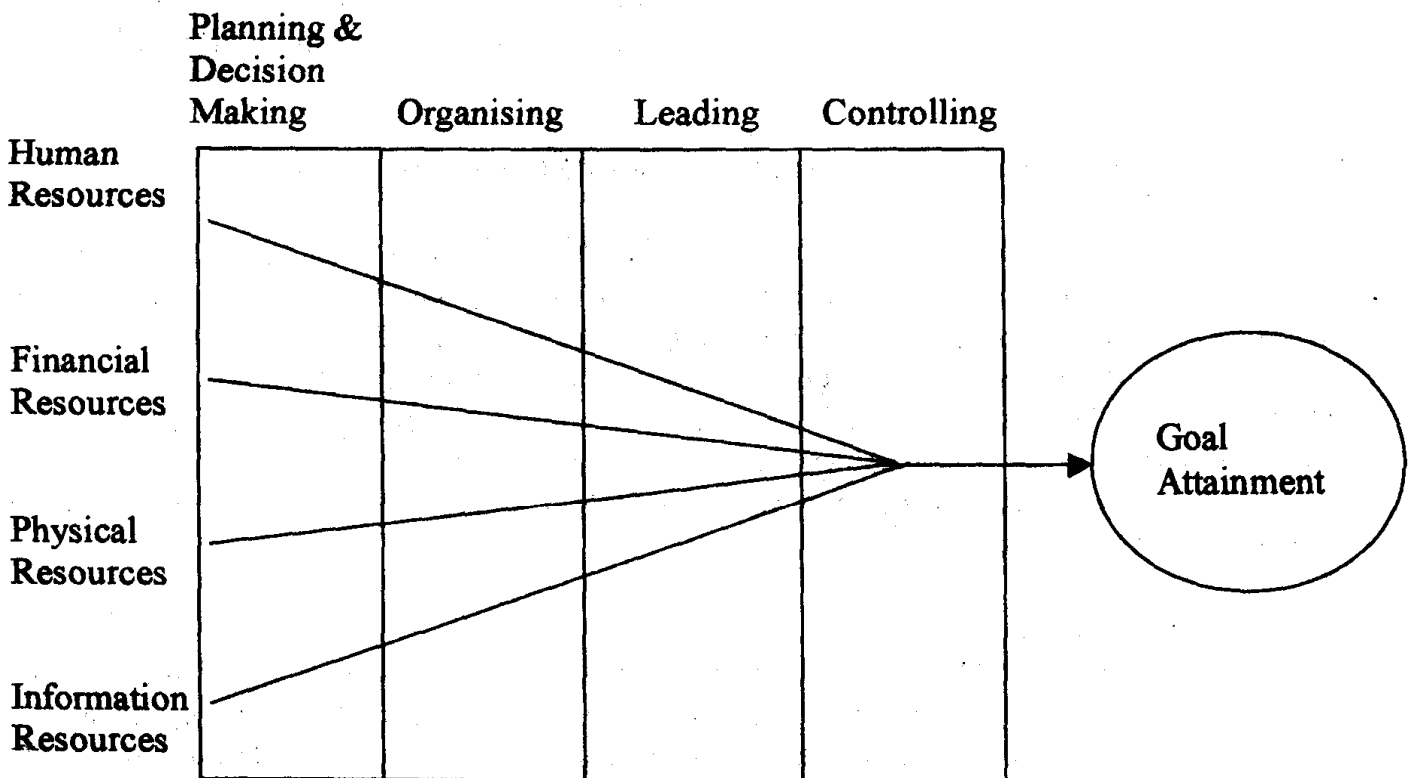 Planning &
Decision
Making
Organising
Leading
Controlling
Human
Resources
Financial
Resources
Physical
Resources
Information
Resources
Goal
Attainment